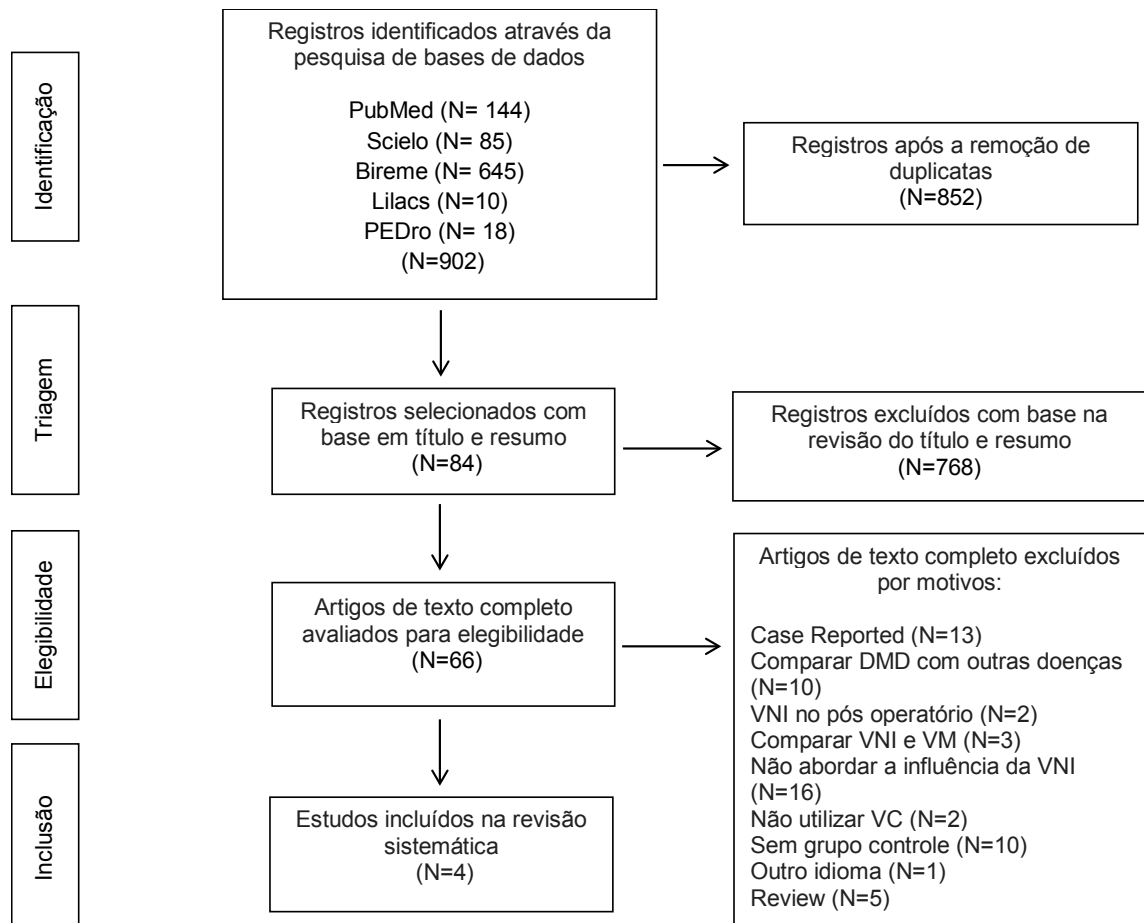 Identificação
Registros identificados através da
pesquisa de bases de dados
PubMed (N= 144)
Scielo (N= 85)
Bireme (N= 645)
Lilacs (N=10)
PEDro (N= 18)
(N=902)
Registros após a remoção de
duplicatas
(N=852)
Triagem
Registros selecionados com
base em título e resumo
(N=84)
Registros excluídos com base na
revisão do título e resumo
(N=768)
Elegibilidade
Artigos de texto completo
avaliados para elegibilidade
(N=66)
Artigos de texto completo excluídos
por motivos:
Case Reported (N=13)
Comparar DMD com outras doenças
(N=10)
VNI no pós operatório (N=2)
Comparar VNI e VM (N=3)
Não abordar a influência da VNI
(N=16)
Não utilizar VC (N=2)
Sem grupo controle (N=10)
Outro idioma (N=1)
Review (N=5)
Inclusão
Estudos incluídos na revisão
sistemática
(N=4)